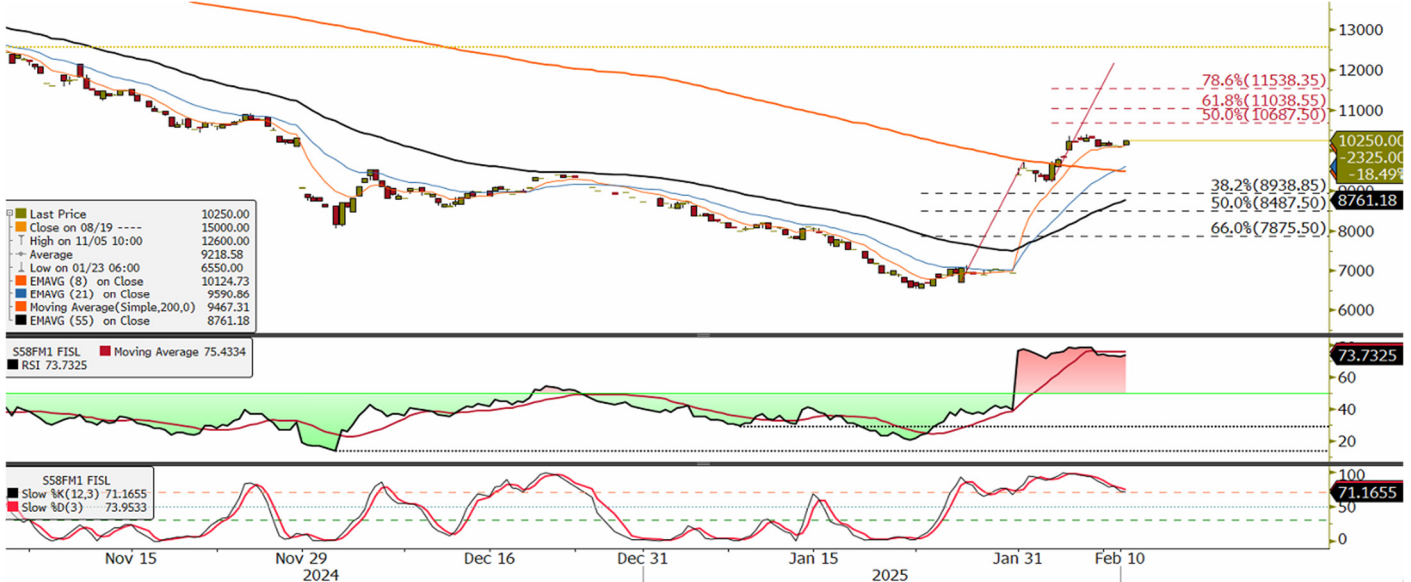 13000
12000
11000
9000
8000
7000
6000
78.6%(11538.35)
61.8%(11038.55)
50.0%(10687.50)
38.2%(8938.85)
50.0%(8487.50)
66.0%(7875.50)
10250.00
-2325.00
-18.49%
8761.18
Last Price 10250.00
Close on 08/19 ---- 15000.00
High on 11/05 10:00 12600.00
Average 9218.58
Low on 01/23 06:00 6550.00
EMAVG (8) on Close 10124.73
EMAVG (21) on Close 9590.86
Moving Average(Simple,200,0) 9467.31
EMAVG (55) on Close 8761.18
S58FM1 FISL Moving Average 75.4334
RSI 73.7325
73.7325
60
40
20
S58FM1 FISL
Slow %K(12,3) 71.1655
Slow %D(3) 73.9533
100
71.1655
50
0
Nov 15 Nov 29 Dec 16 Dec 31 Jan 15 Jan 31 Feb 10
2024 2025